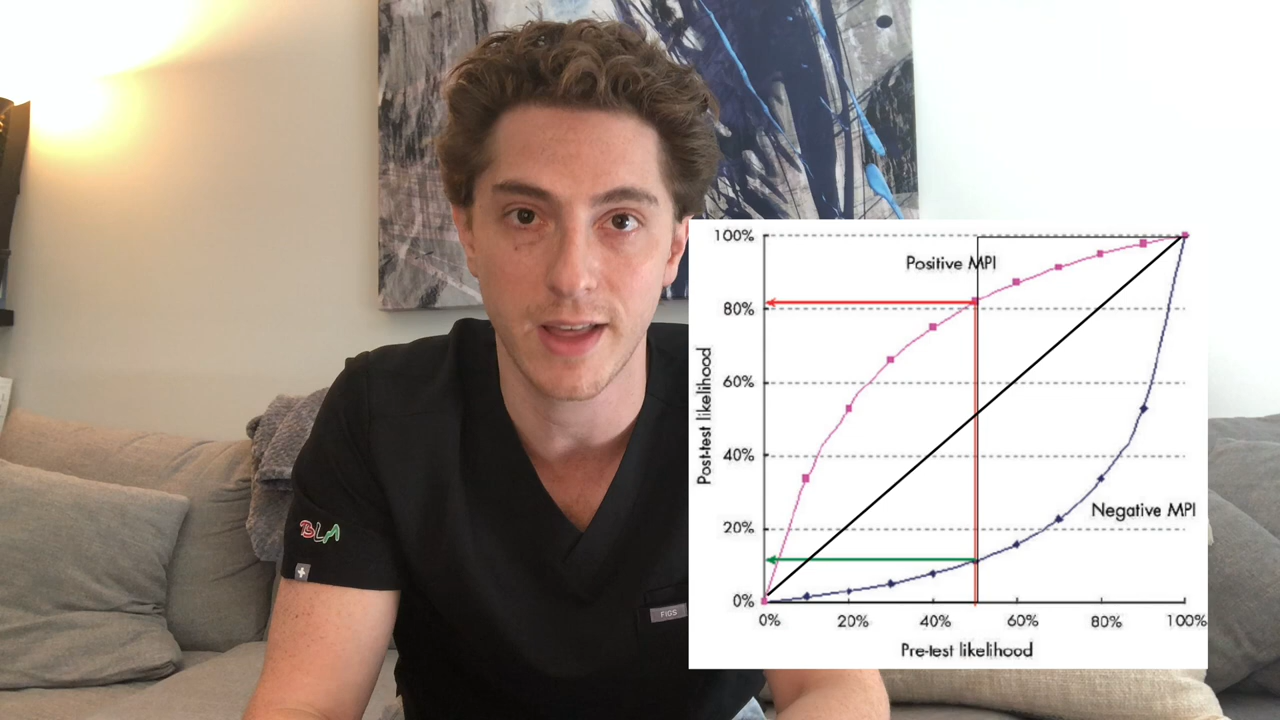 BLA
FIGS
100%
80%
60%
40%
20%
0%
Post-test likelihood
Positive MPI
Negative MPI
0% 20% 40% 60% 80% 100%
Pre-test likelihood